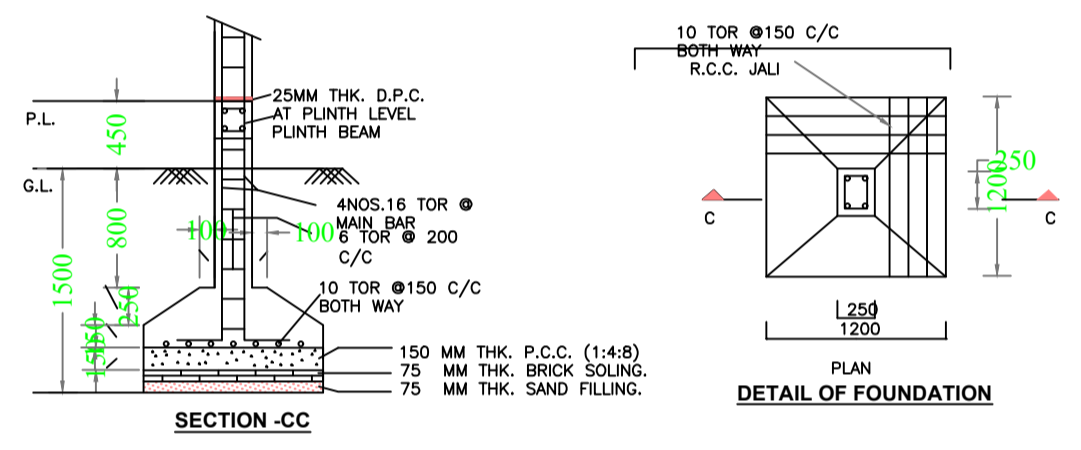 25MM THK. D.P.C.
AT PLINTH LEVEL
PLINTH BEAM
P.L.
450
G.L.
4NOS.16 TOR @
MAIN BAR
6 TOR @ 200
C/C
100
100
800
1500
250
10 TOR @150 C/C
BOTH WAY
150
150
150 MM THK. P.C.C. (1:4:8)
75 MM THK. BRICK SOLING.
75 MM THK. SAND FILLING.
SECTION -CC
10 TOR @150 C/C
BOTH WAY
R.C.C. JALI
250
1200
C
C
250
1200
PLAN
DETAIL OF FOUNDATION